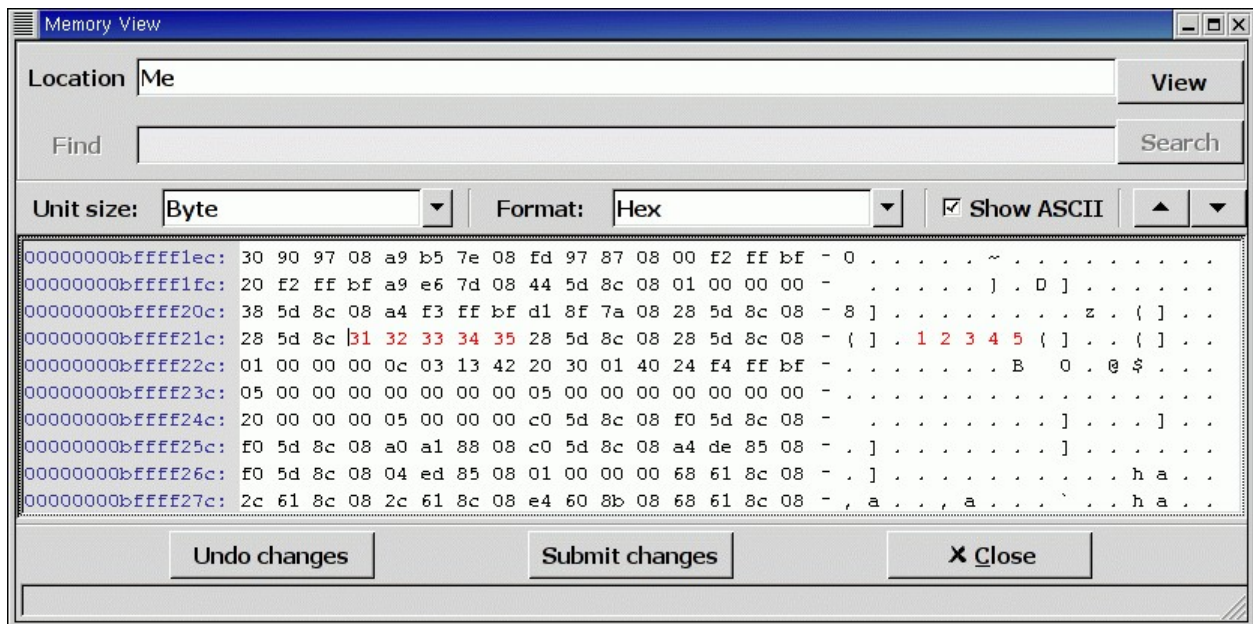 Memory View
Location Me View
Find Search
Unit size: Byte Format: Hex Show ASCII
00000000bffff1ec: 30 90 97 08 a9 b5 7e 08 fd 97 87 08 00 f2 ff bf - 0 . . . . . ~ . . . . . . . . .
00000000bffff1fc: 20 f2 ff bf a9 e6 7d 08 44 5d 8c 08 01 00 00 00 -   . . . . . } . D ] . . . . . .
00000000bffff20c: 38 5d 8c 08 a4 f3 ff bf d1 8f 7a 08 28 5d 8c 08 - 8 ] . . . . . . . . z . ( ] . .
00000000bffff21c: 28 5d 8c 31 32 33 34 35 28 5d 8c 08 28 5d 8c 08 - ( ] . 1 2 3 4 5 ( ] . . ( ] . .
00000000bffff22c: 01 00 00 00 0c 03 13 42 20 30 01 40 24 f4 ff bf - . . . . . . . B   0 . @ $ . . .
00000000bffff23c: 05 00 00 00 00 00 00 00 05 00 00 00 00 00 00 00 - . . . . . . . . . . . . . . . .
00000000bffff24c: 20 00 00 00 05 00 00 00 c0 5d 8c 08 f0 5d 8c 08 -   . . . . . . . . ] . . . ] . .
00000000bffff25c: f0 5d 8c 08 a0 a1 88 08 c0 5d 8c 08 a4 de 85 08 - . ] . . . . . . . ] . . . . . .
00000000bffff26c: f0 5d 8c 08 04 ed 85 08 01 00 00 00 68 61 8c 08 - . ] . . . . . . . . . . h a . .
00000000bffff27c: 2c 61 8c 08 2c 61 8c 08 e4 60 8b 08 68 61 8c 08 - , a . . , a . . . ` . . h a . .
Undo changes Submit changes Close